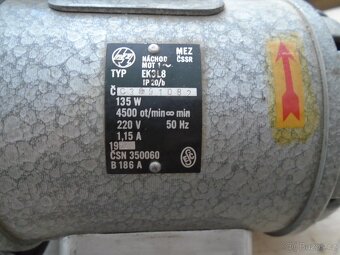 MEZ
NÁCHOD ČSSR
MOT 1 ~
TYP EK3L8
IP 20/b
Č
135 W
4500 ot/min ∞ min
220 V 50 Hz
1,15 A
19
ČSN 350060
B 186 A